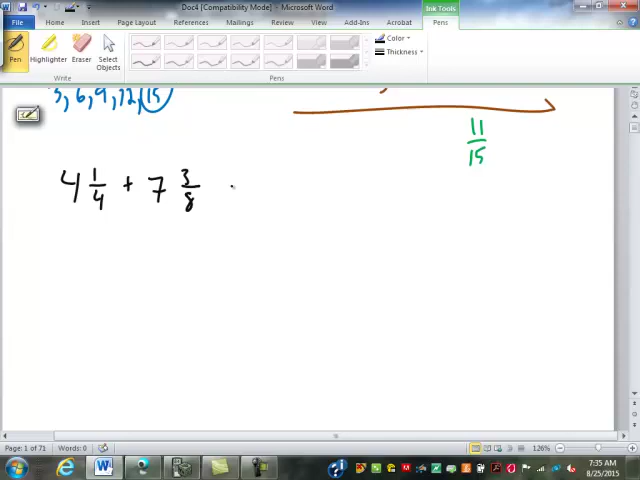 Doc4 [Compatibility Mode] - Microsoft Word
Ink Tools
File Home Insert Page Layout References Mailings Review View Add-Ins Acrobat Pens
Pen Highlighter Eraser Select Objects
Color
Thickness
Write
Pens
3, 6, 9, 12, 15
11/15
4 1/4 + 7 3/8
Page: 1 of 71 Words: 0
126%
7:35 AM
8/25/2015